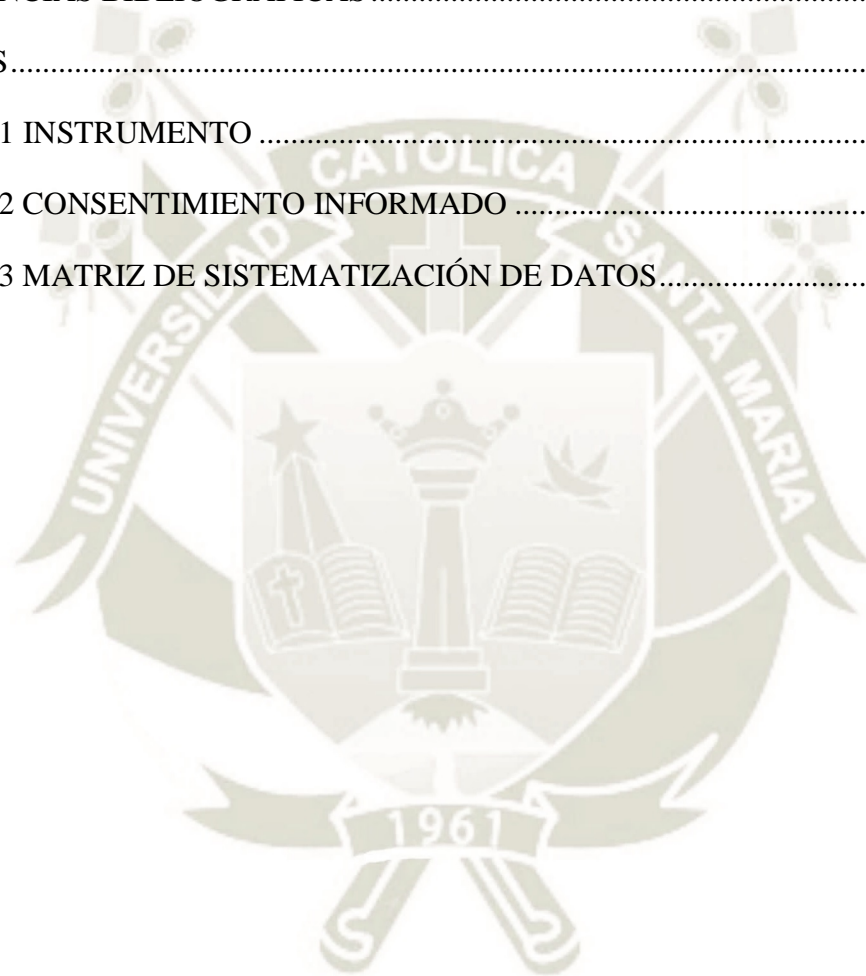 S
1 INSTRUMENTO
2 CONSENTIMIENTO INFORMADO
3 MATRIZ DE SISTEMATIZACIÓN DE DATOS
UNIVERSIDAD CATOLICA SANTA MARIA
1961